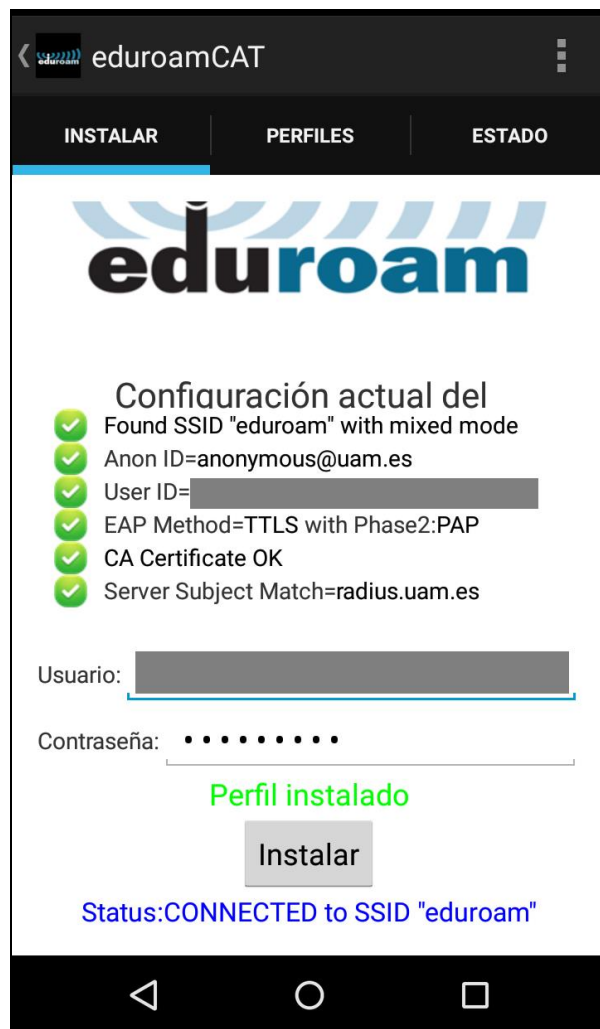 eduroam eduroamCAT
INSTALAR PERFILES ESTADO
eduroam
Configuración actual del
Found SSID "eduroam" with mixed mode
Anon ID=anonymous@uam.es
User ID=
EAP Method=TTLS with Phase2:PAP
CA Certificate OK
Server Subject Match=radius.uam.es
Usuario:
Contraseña: •••••••••
Perfil instalado
Instalar
Status:CONNECTED to SSID "eduroam"